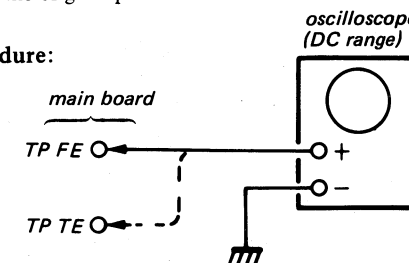 oscilloscope
(DC range)
dure:
main board
TP FE
+
−
TP TE